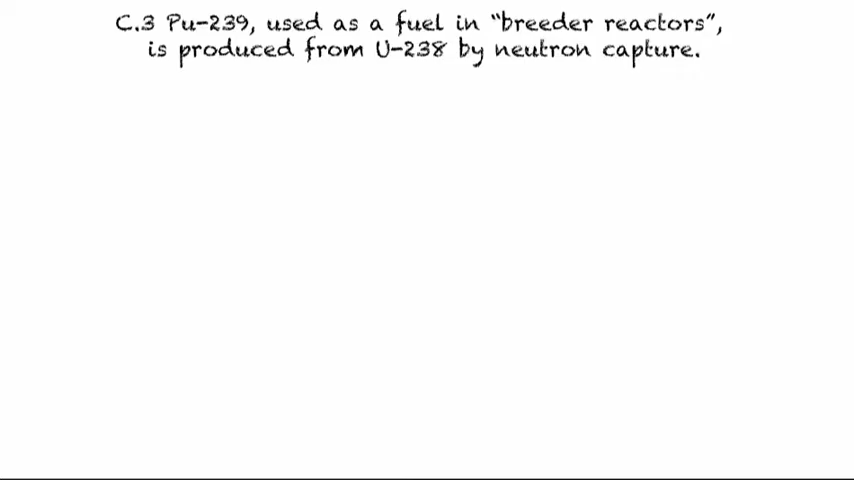 C.3 Pu-239, used as a fuel in “breeder reactors”,
is produced from U-238 by neutron capture.